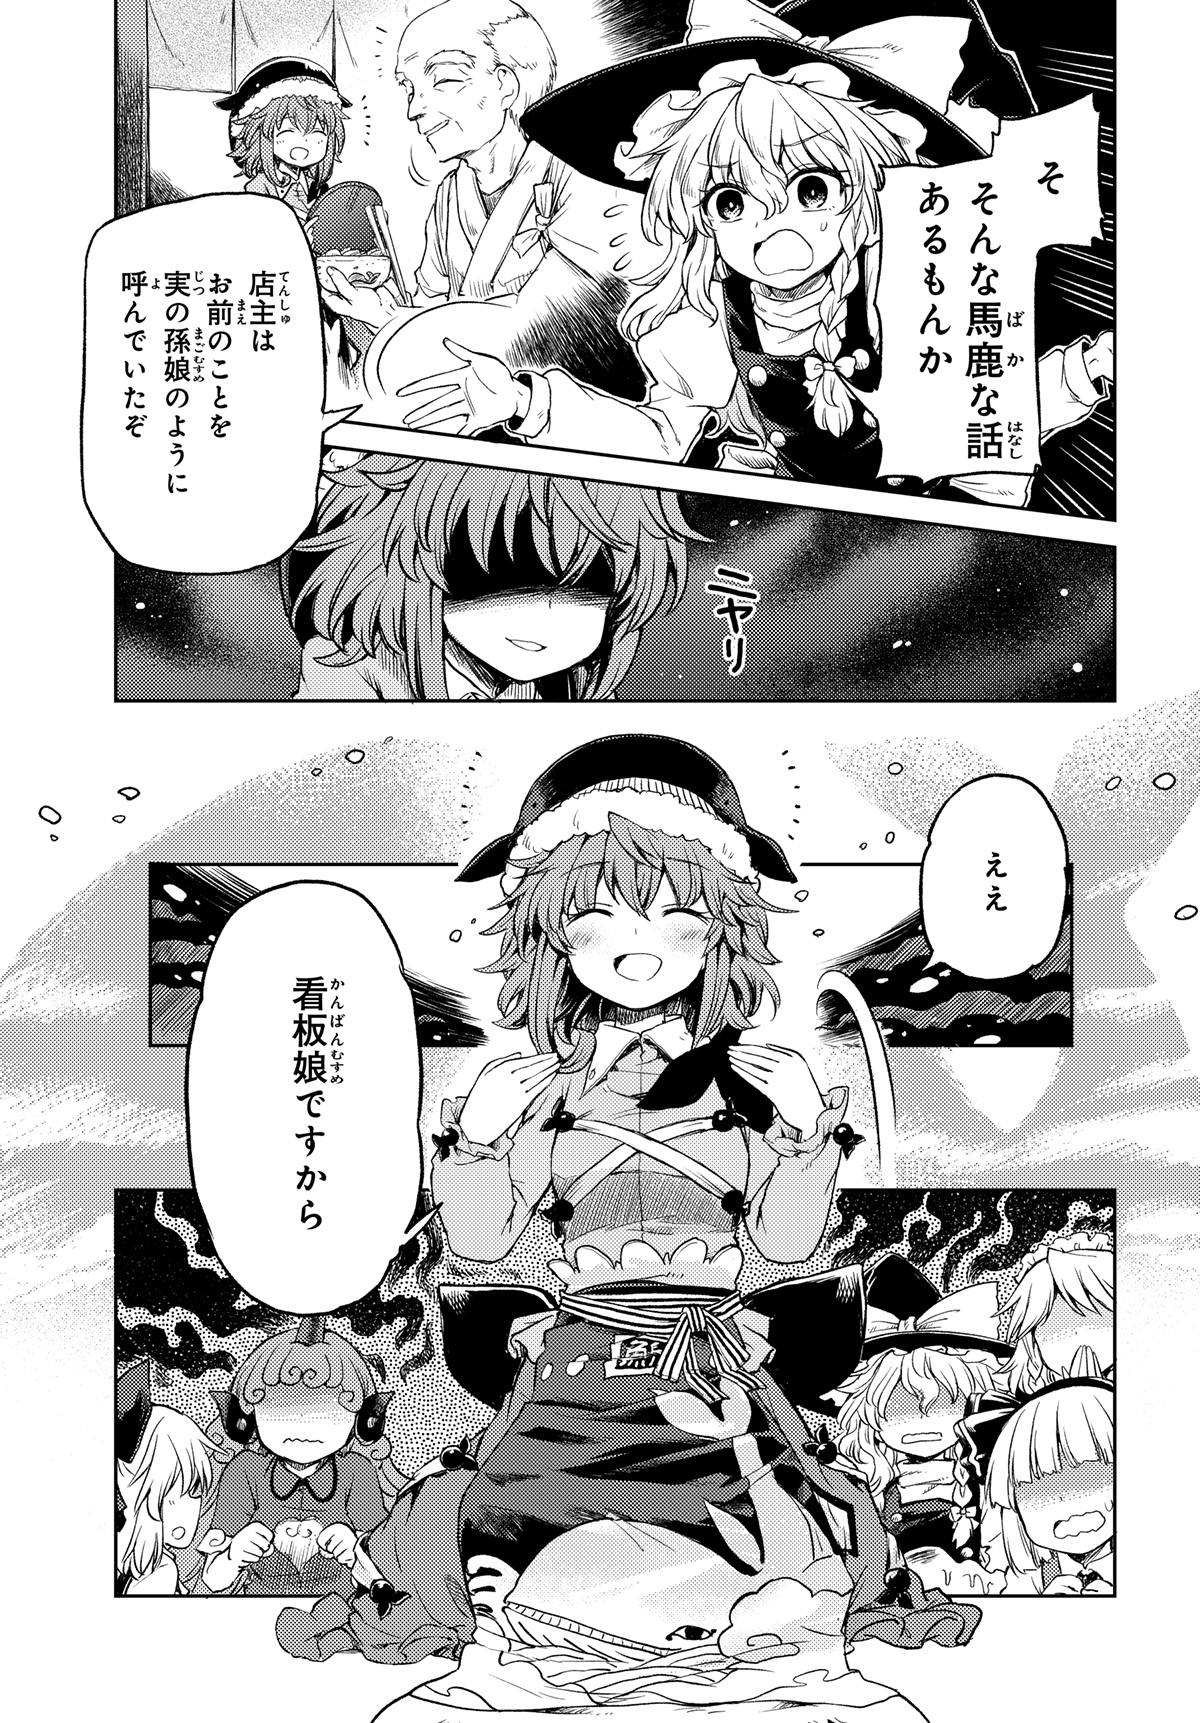 そ
そんな馬鹿な話
あるもんか
店主は
お前のことを
実の孫娘のように
呼んでいたぞ
ニヤリ
ええ
看板娘ですから